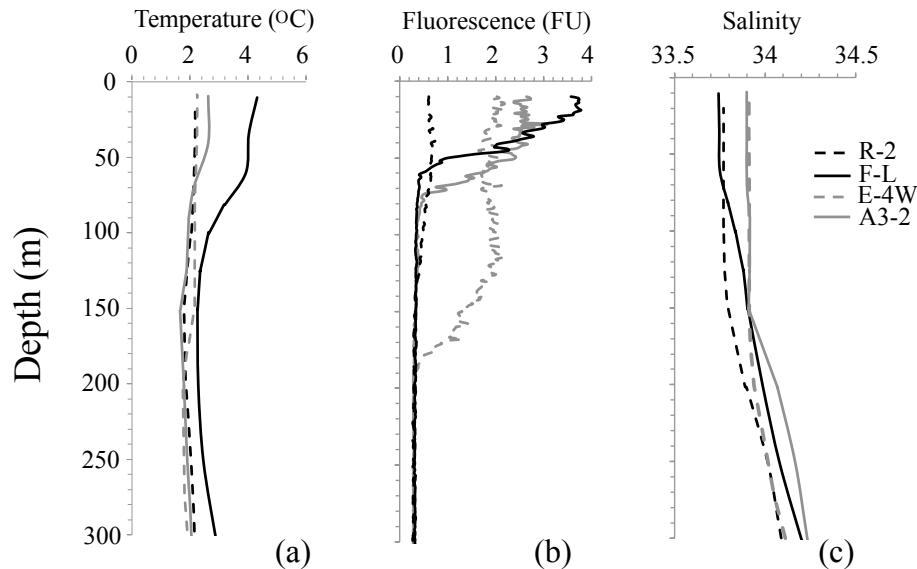 Temperature (OC)
0 2 4 6
Fluorescence (FU)
0 1 2 3 4
Salinity
33.5 34 34.5
Depth (m)
0
50
100
150
200
250
300
R-2
F-L
E-4W
A3-2
(a)
(b)
(c)